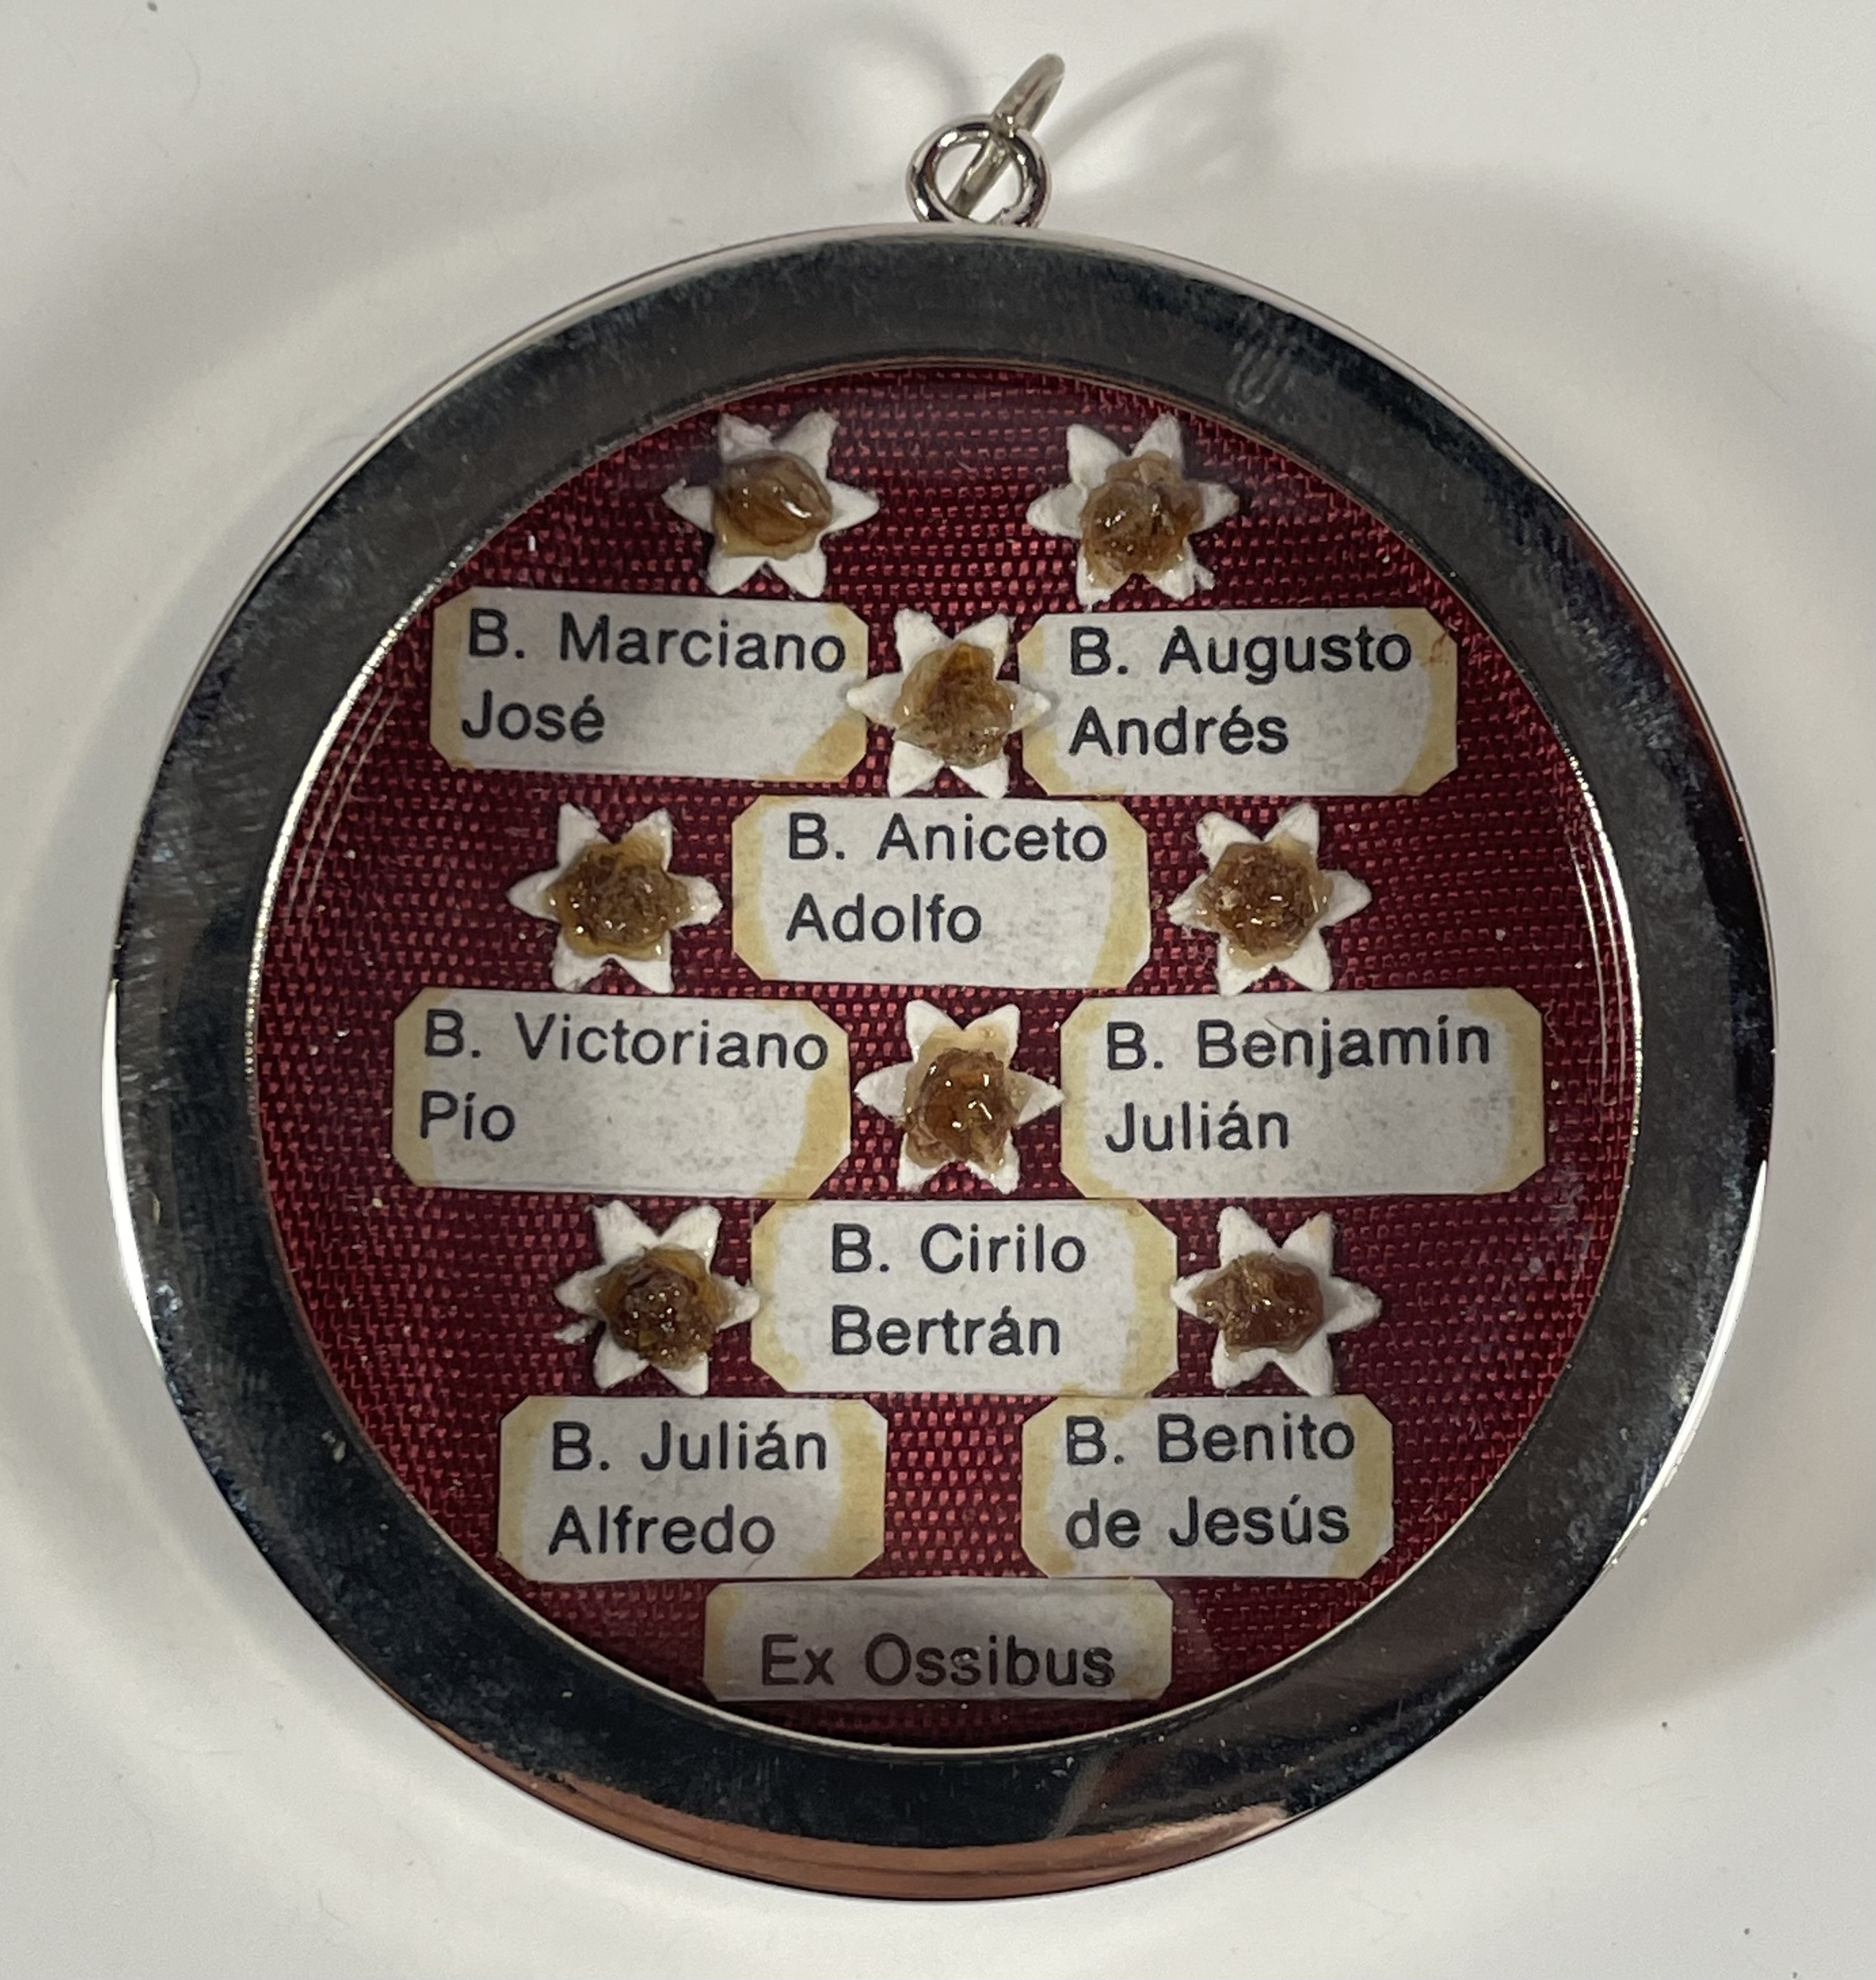 B. Marciano
José
B. Augusto
Andrés
B. Aniceto
Adolfo
B. Victoriano
Pío
B. Benjamín
Julián
B. Cirilo
Bertrán
B. Julián
Alfredo
B. Benito
de Jesús
Ex Ossibus